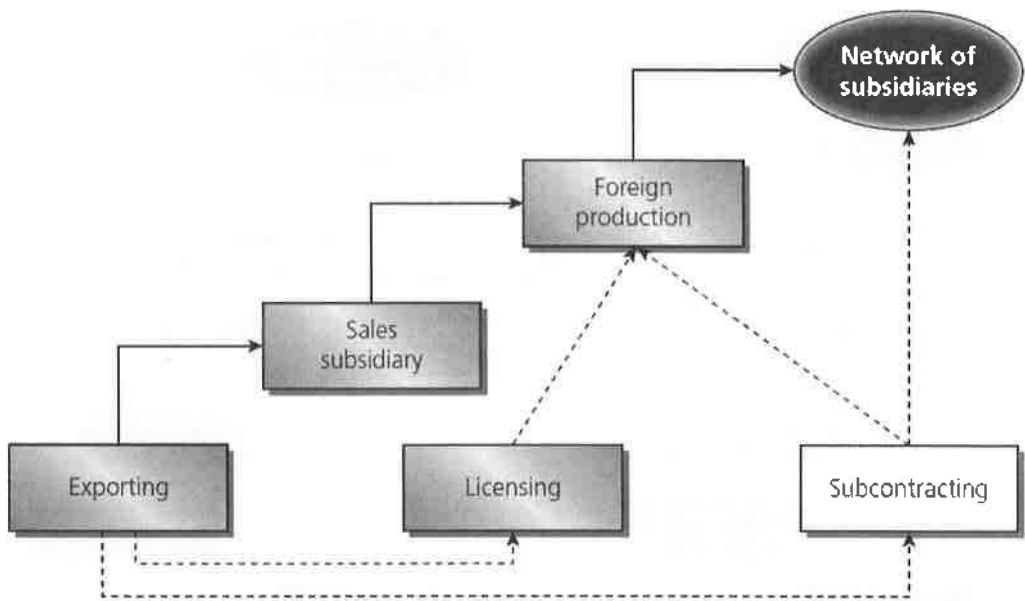 Network of
subsidiaries
Foreign
production
Sales
subsidiary
Exporting
Licensing
Subcontracting